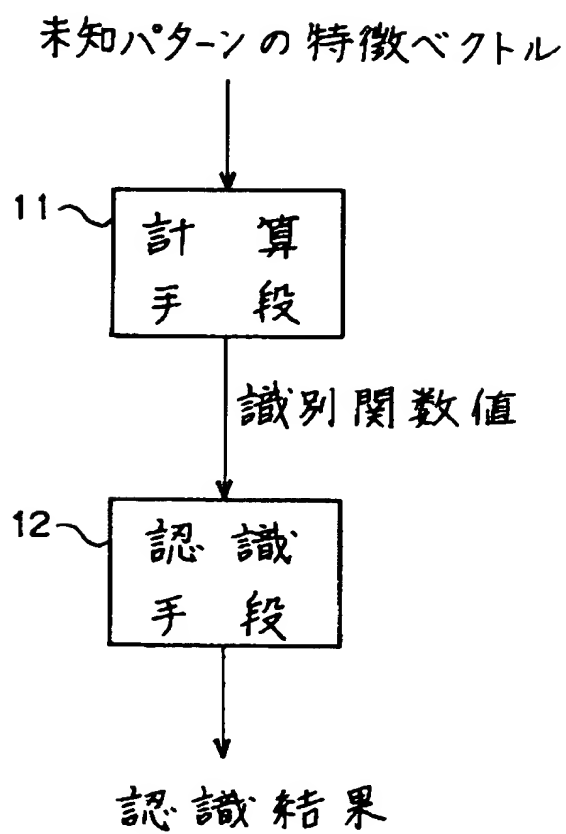 未知パターンの特徴ベクトル
11
計算
手段
識別関数値
12
認識
手段
認識結果